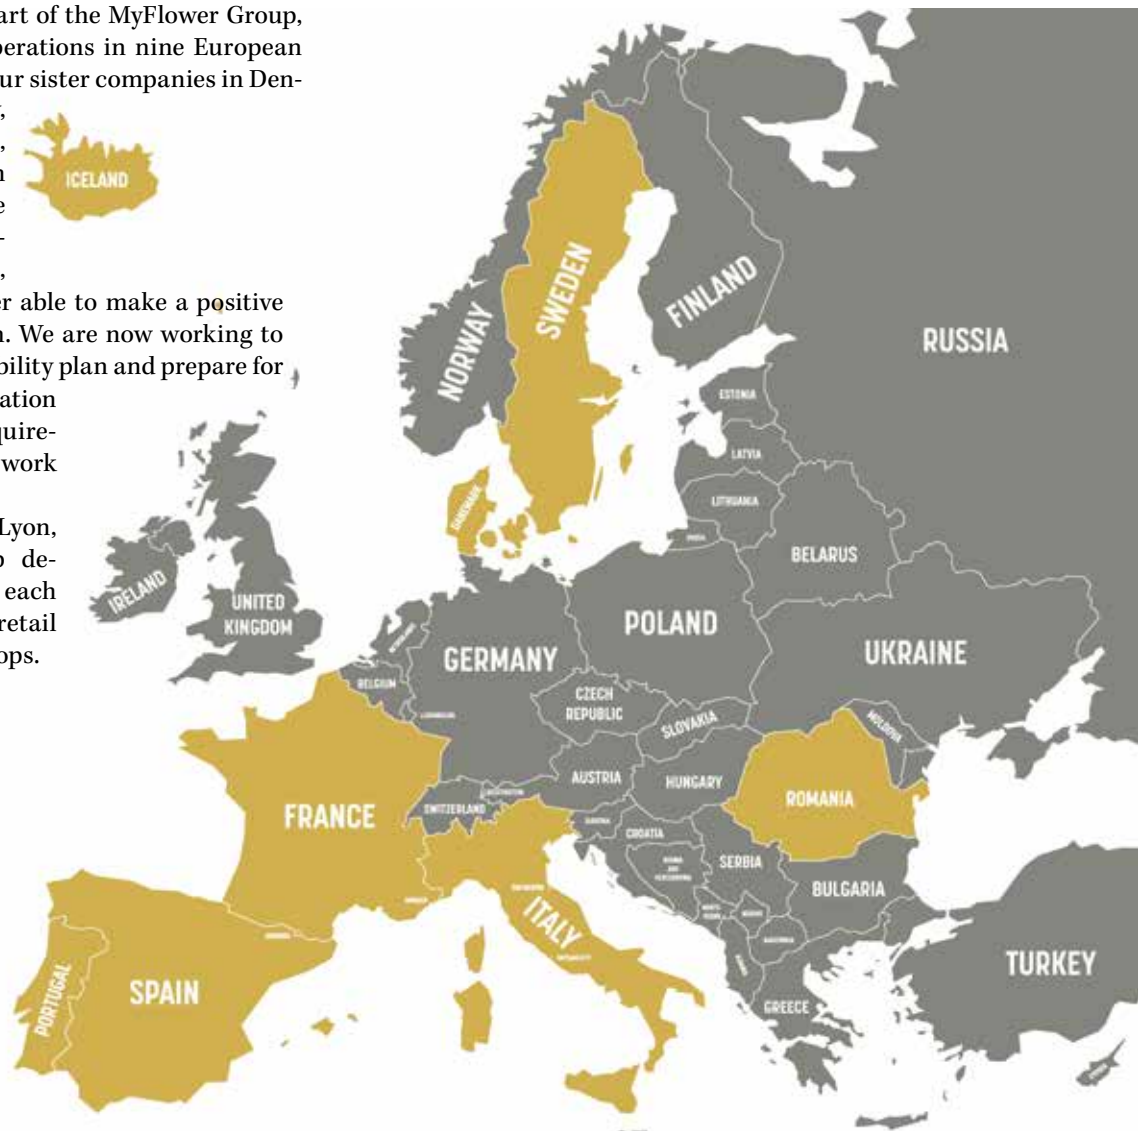 art of the MyFlower Group,
perations in nine European
ur sister companies in Den-
,
,
n
e
-
,
r able to make a positive
n. We are now working to
bility plan and prepare for
ation
quire-
work
Lyon,
p de-
each
retail
ops.
ICELAND
SWEDEN
FINLAND
NORWAY
RUSSIA
ESTONIA
LATVIA
LITHUANIA
DANEMARK
BELARUS
IRELAND
UNITED
KINGDOM
POLAND
GERMANY
UKRAINE
BELGIUM
CZECH
REPUBLIC
SLOVAKIA
MOLDOVA
AUSTRIA
HUNGARY
ROMANIA
FRANCE
SWITZERLAND
CROATIA
SERBIA
BULGARIA
ITALY
SPAIN
PORTUGAL
GREECE
TURKEY